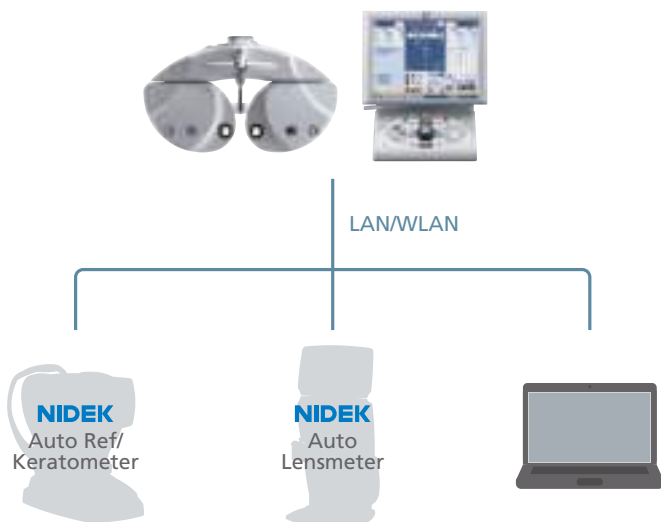 LAN/WLAN
NIDEK
Auto Ref/
Keratometer
NIDEK
Auto
Lensmeter